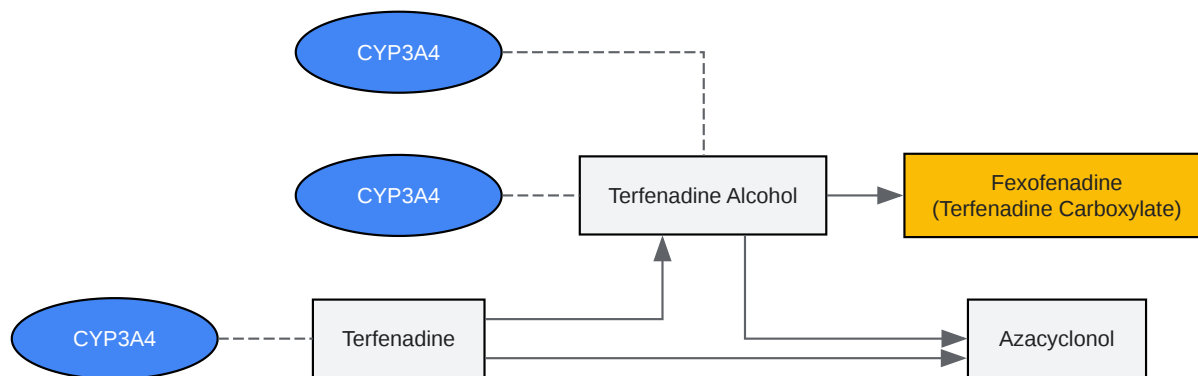 CYP3A4
CYP3A4
Terfenadine Alcohol
Fexofenadine
(Terfenadine Carboxylate)
CYP3A4
Terfenadine
Azacyclonol